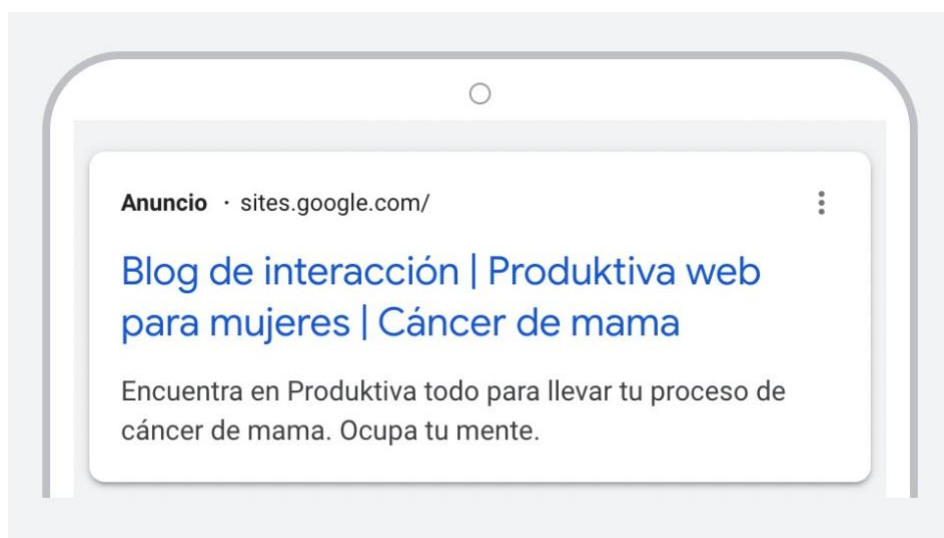 Anuncio · sites.google.com/
Blog de interacción | Produktiva web
para mujeres | Cáncer de mama
Encuentra en Produktiva todo para llevar tu proceso de
cáncer de mama. Ocupa tu mente.